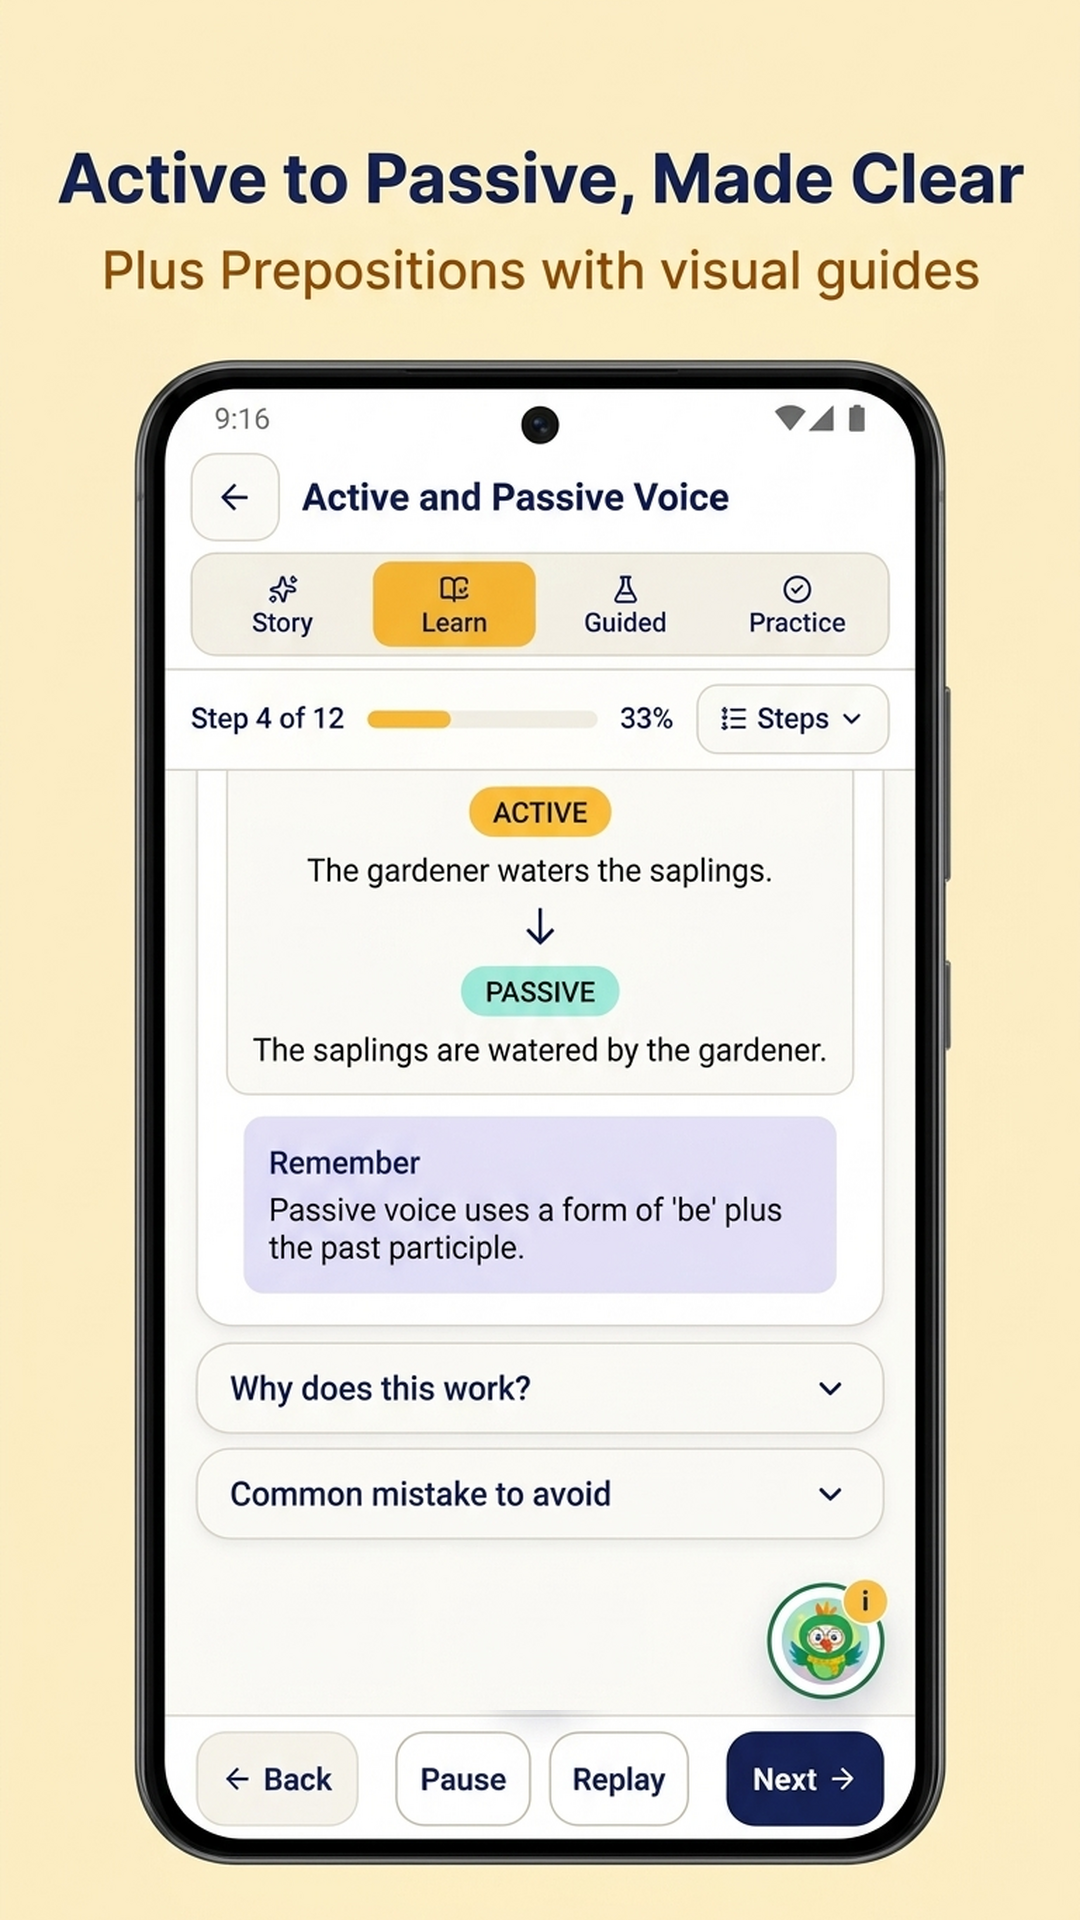 Active to Passive, Made Clear
Plus Prepositions with visual guides
9:16
Active and Passive Voice
Story
Learn
Guided
Practice
Step 4 of 12
33%
Steps
ACTIVE
The gardener waters the saplings.
PASSIVE
The saplings are watered by the gardener.
Remember
Passive voice uses a form of 'be' plus
the past participle.
Why does this work?
Common mistake to avoid
i
Back
Pause
Replay
Next